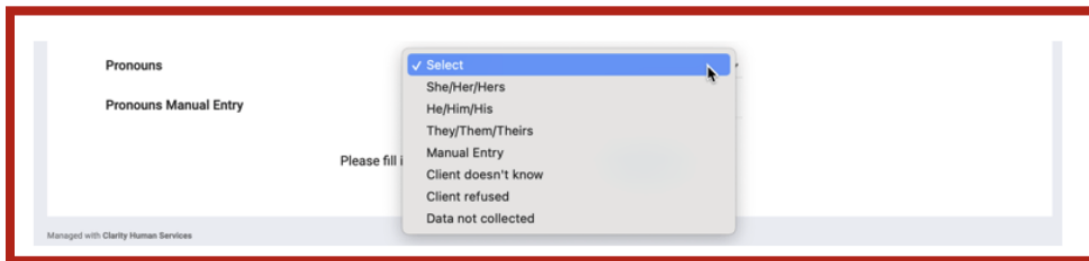 Pronouns
✓ Select
She/Her/Hers
Pronouns Manual Entry
He/Him/His
They/Them/Theirs
Please fill i
Manual Entry
Client doesn't know
Client refused
Data not collected
Managed with Clarity Human Services